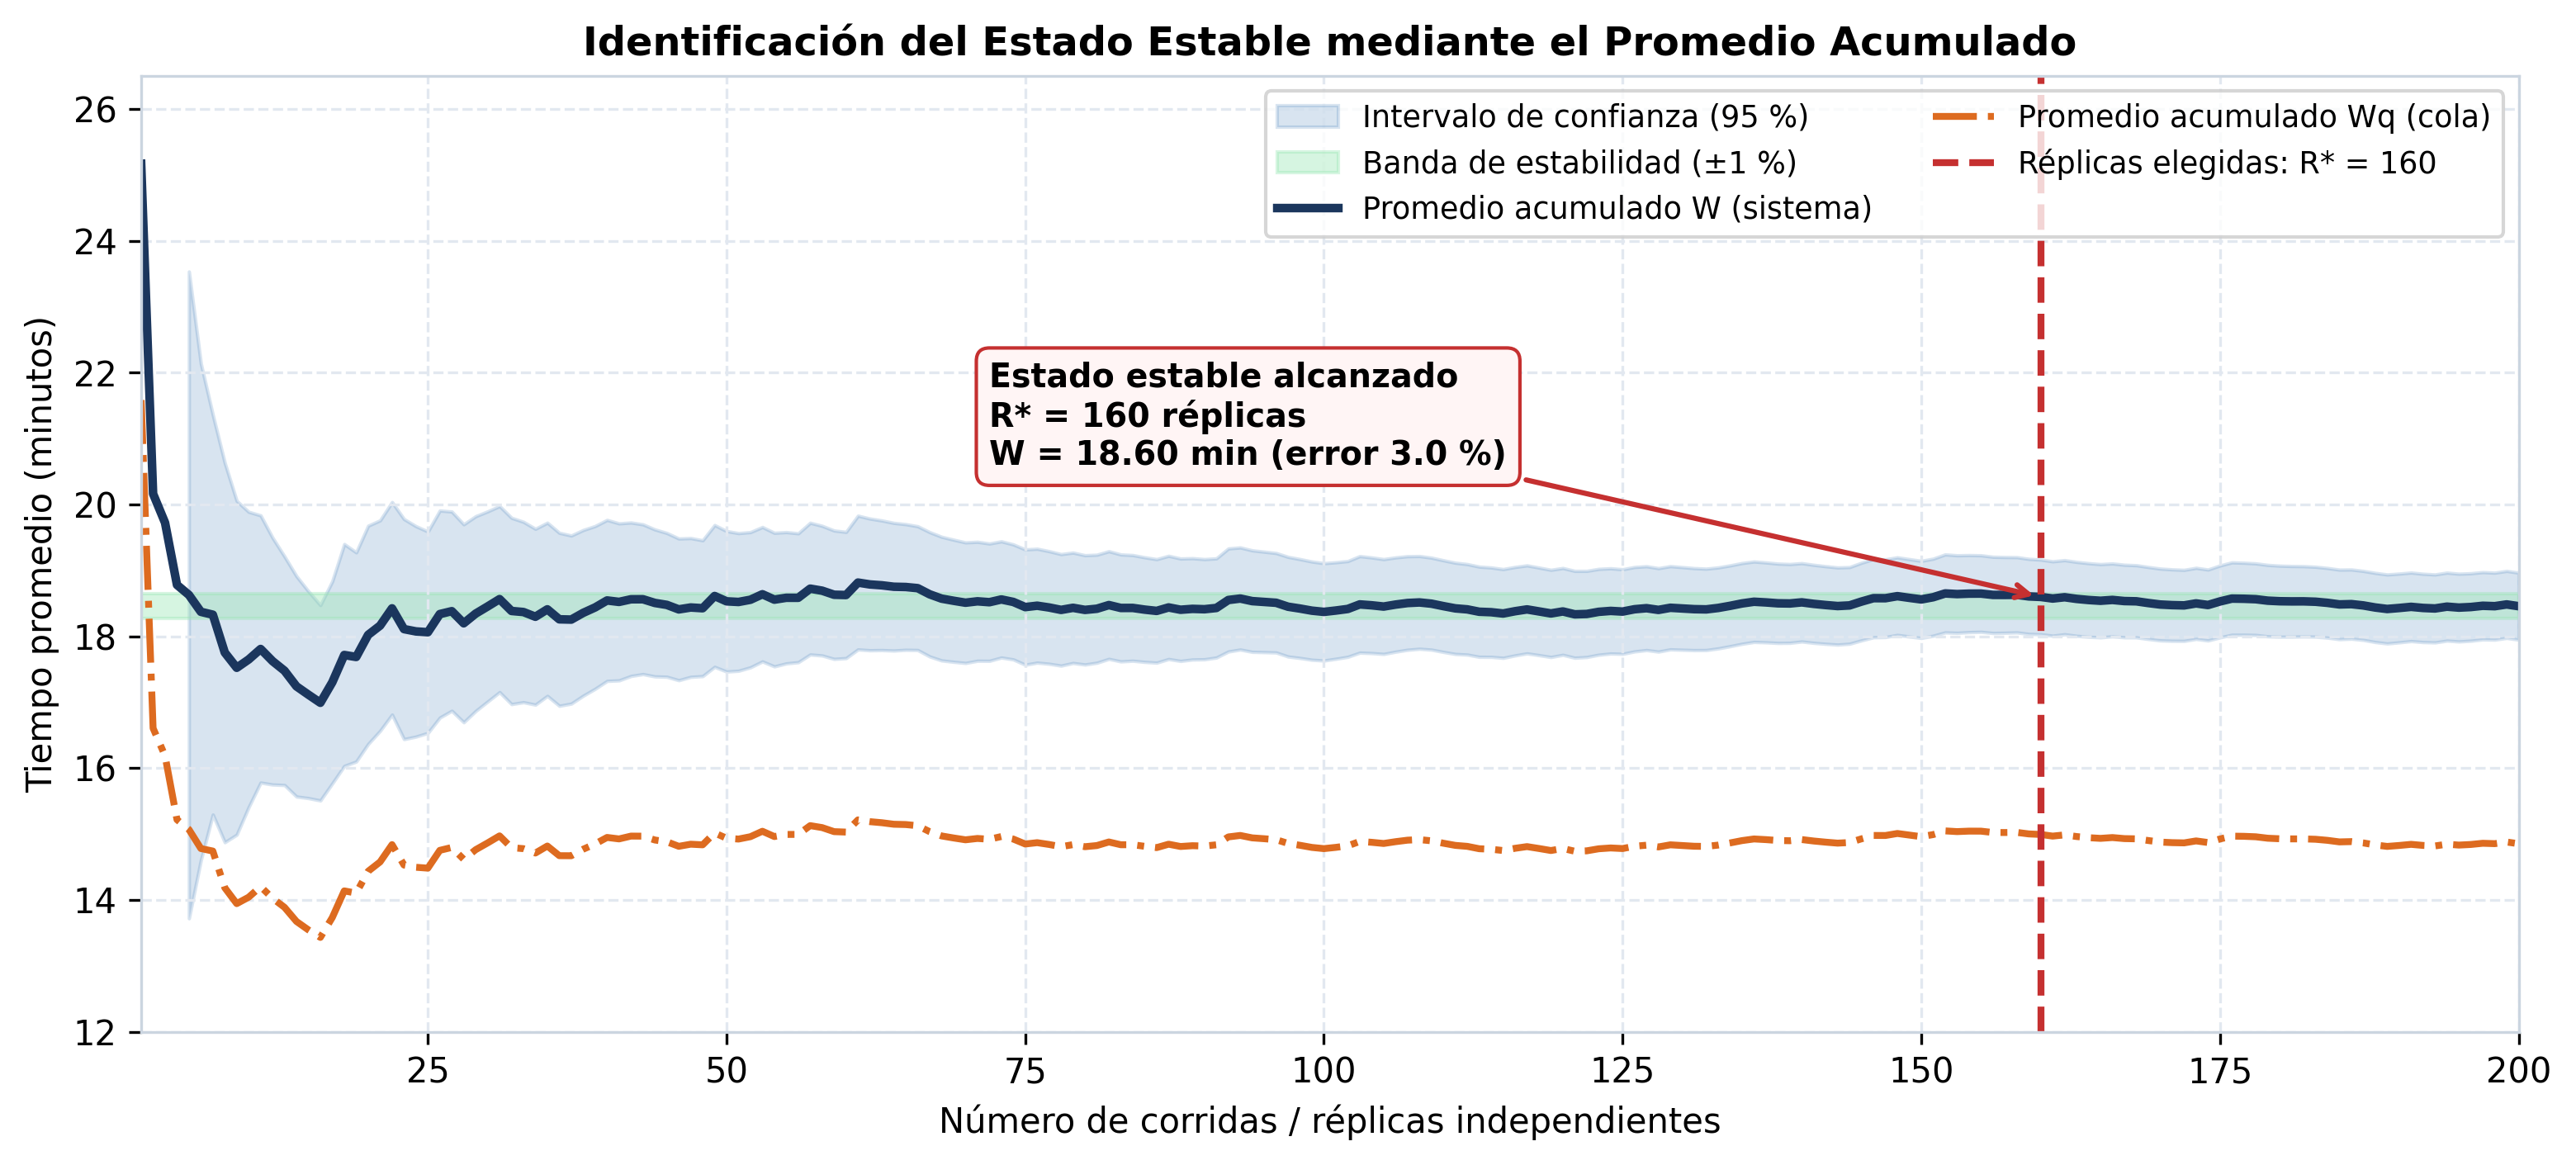 Identificación del Estado Estable mediante el Promedio Acumulado
Tiempo promedio (minutos)
26
24
22
20
18
16
14
12
Intervalo de confianza (95 %)
Banda de estabilidad (±1 %)
Promedio acumulado W (sistema)
Promedio acumulado Wq (cola)
Réplicas elegidas: R* = 160
Estado estable alcanzado
R* = 160 réplicas
W = 18.60 min (error 3.0 %)
25 50 75 100 125 150 175 200
Número de corridas / réplicas independientes